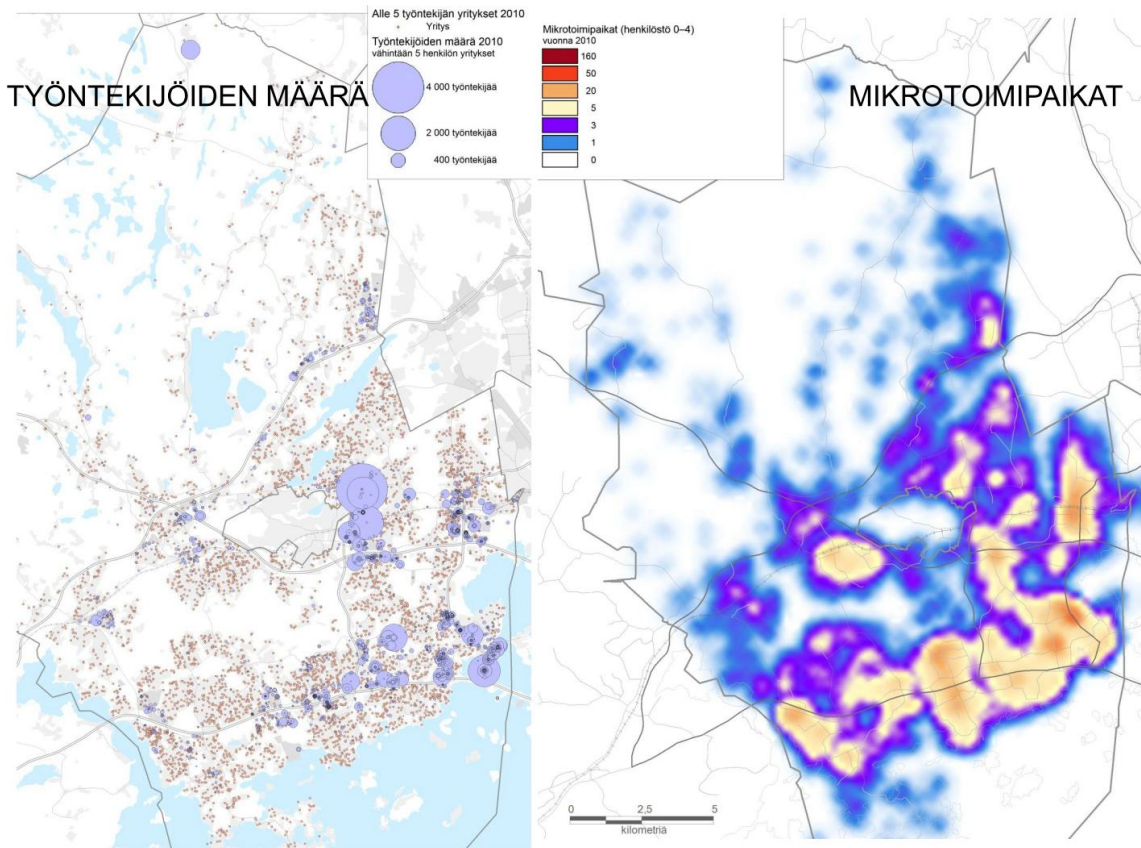 Alle 5 työntekijän yritykset 2010
Yritys
Työntekijöiden määrä 2010
vähintään 5 henkilön yritykset
4 000 työntekijää
2 000 työntekijää
400 työntekijää
Mikrotoimipaikat (henkilöstö 0–4)
vuonna 2010
160
50
20
5
3
1
0
TYÖNTEKIJÖIDEN MÄÄRÄ
MIKROTOIMIPAIKAT
0 2,5 5
kilometriä